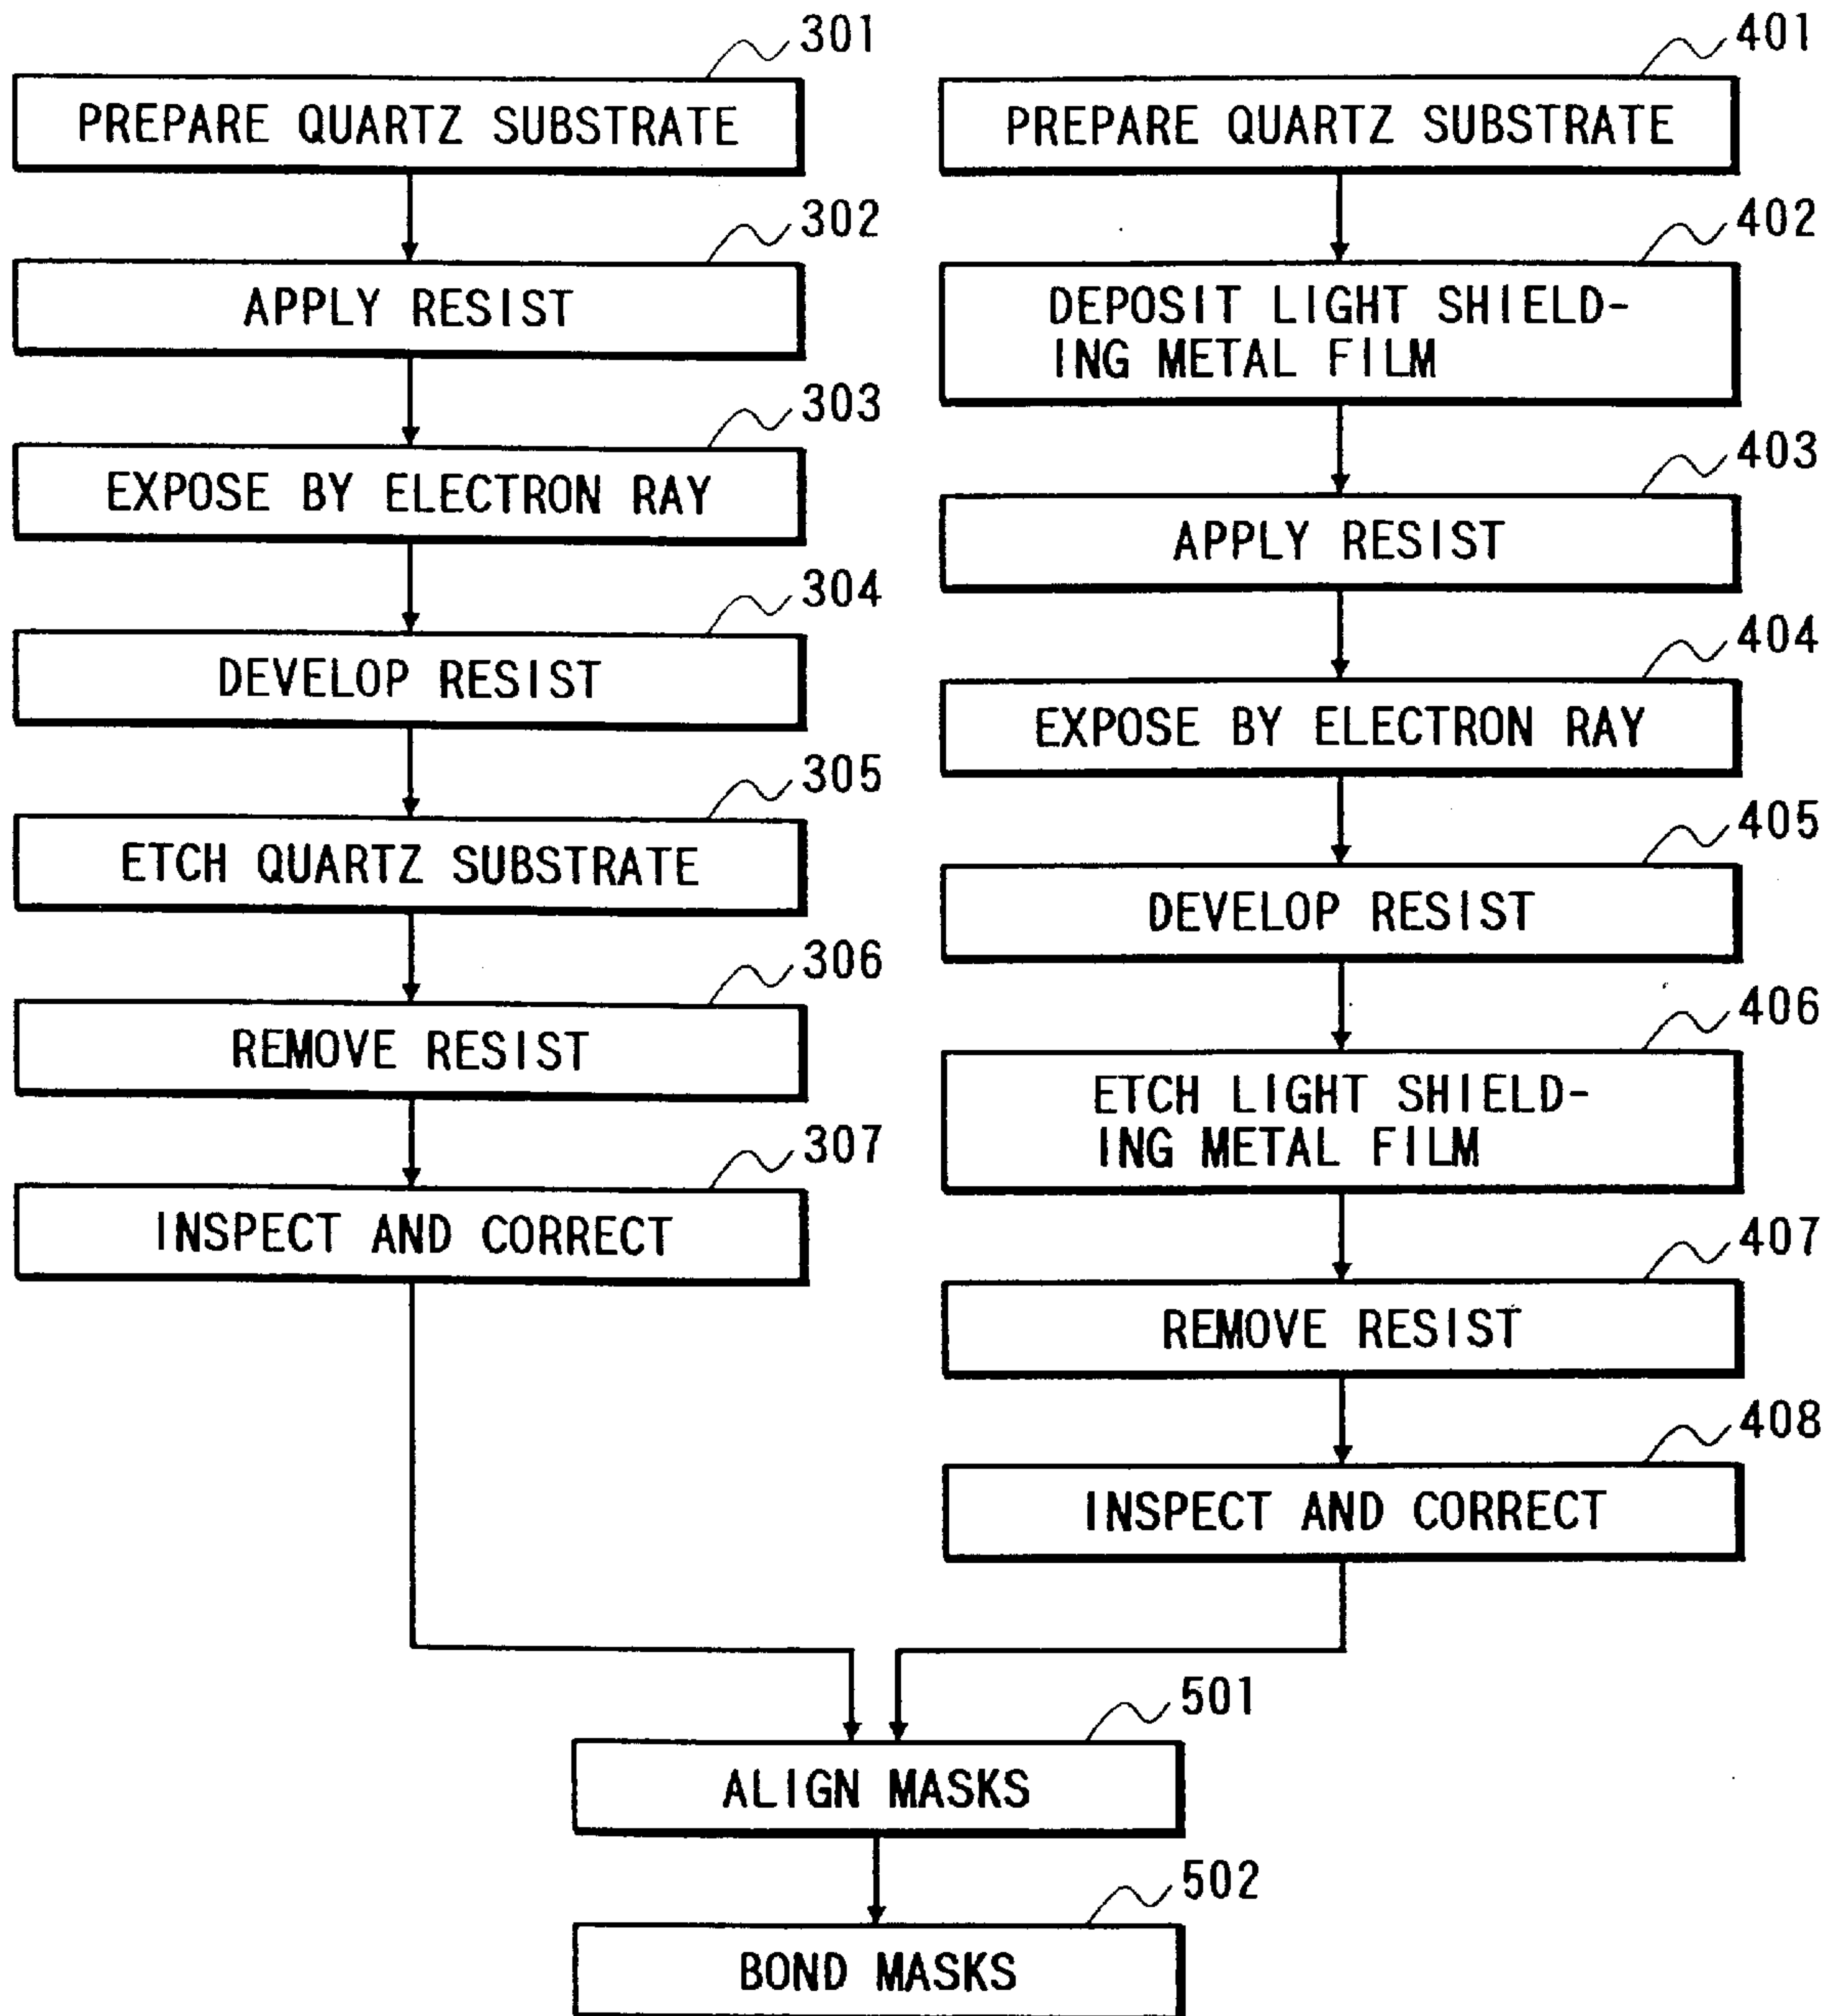 301
PREPARE QUARTZ SUBSTRATE
302
APPLY RESIST
303
EXPOSE BY ELECTRON RAY
304
DEVELOP RESIST
305
ETCH QUARTZ SUBSTRATE
306
REMOVE RESIST
307
INSPECT AND CORRECT
401
PREPARE QUARTZ SUBSTRATE
402
DEPOSIT LIGHT SHIELD-
ING METAL FILM
403
APPLY RESIST
404
EXPOSE BY ELECTRON RAY
405
DEVELOP RESIST
406
ETCH LIGHT SHIELD-
ING METAL FILM
407
REMOVE RESIST
408
INSPECT AND CORRECT
501
ALIGN MASKS
502
BOND MASKS